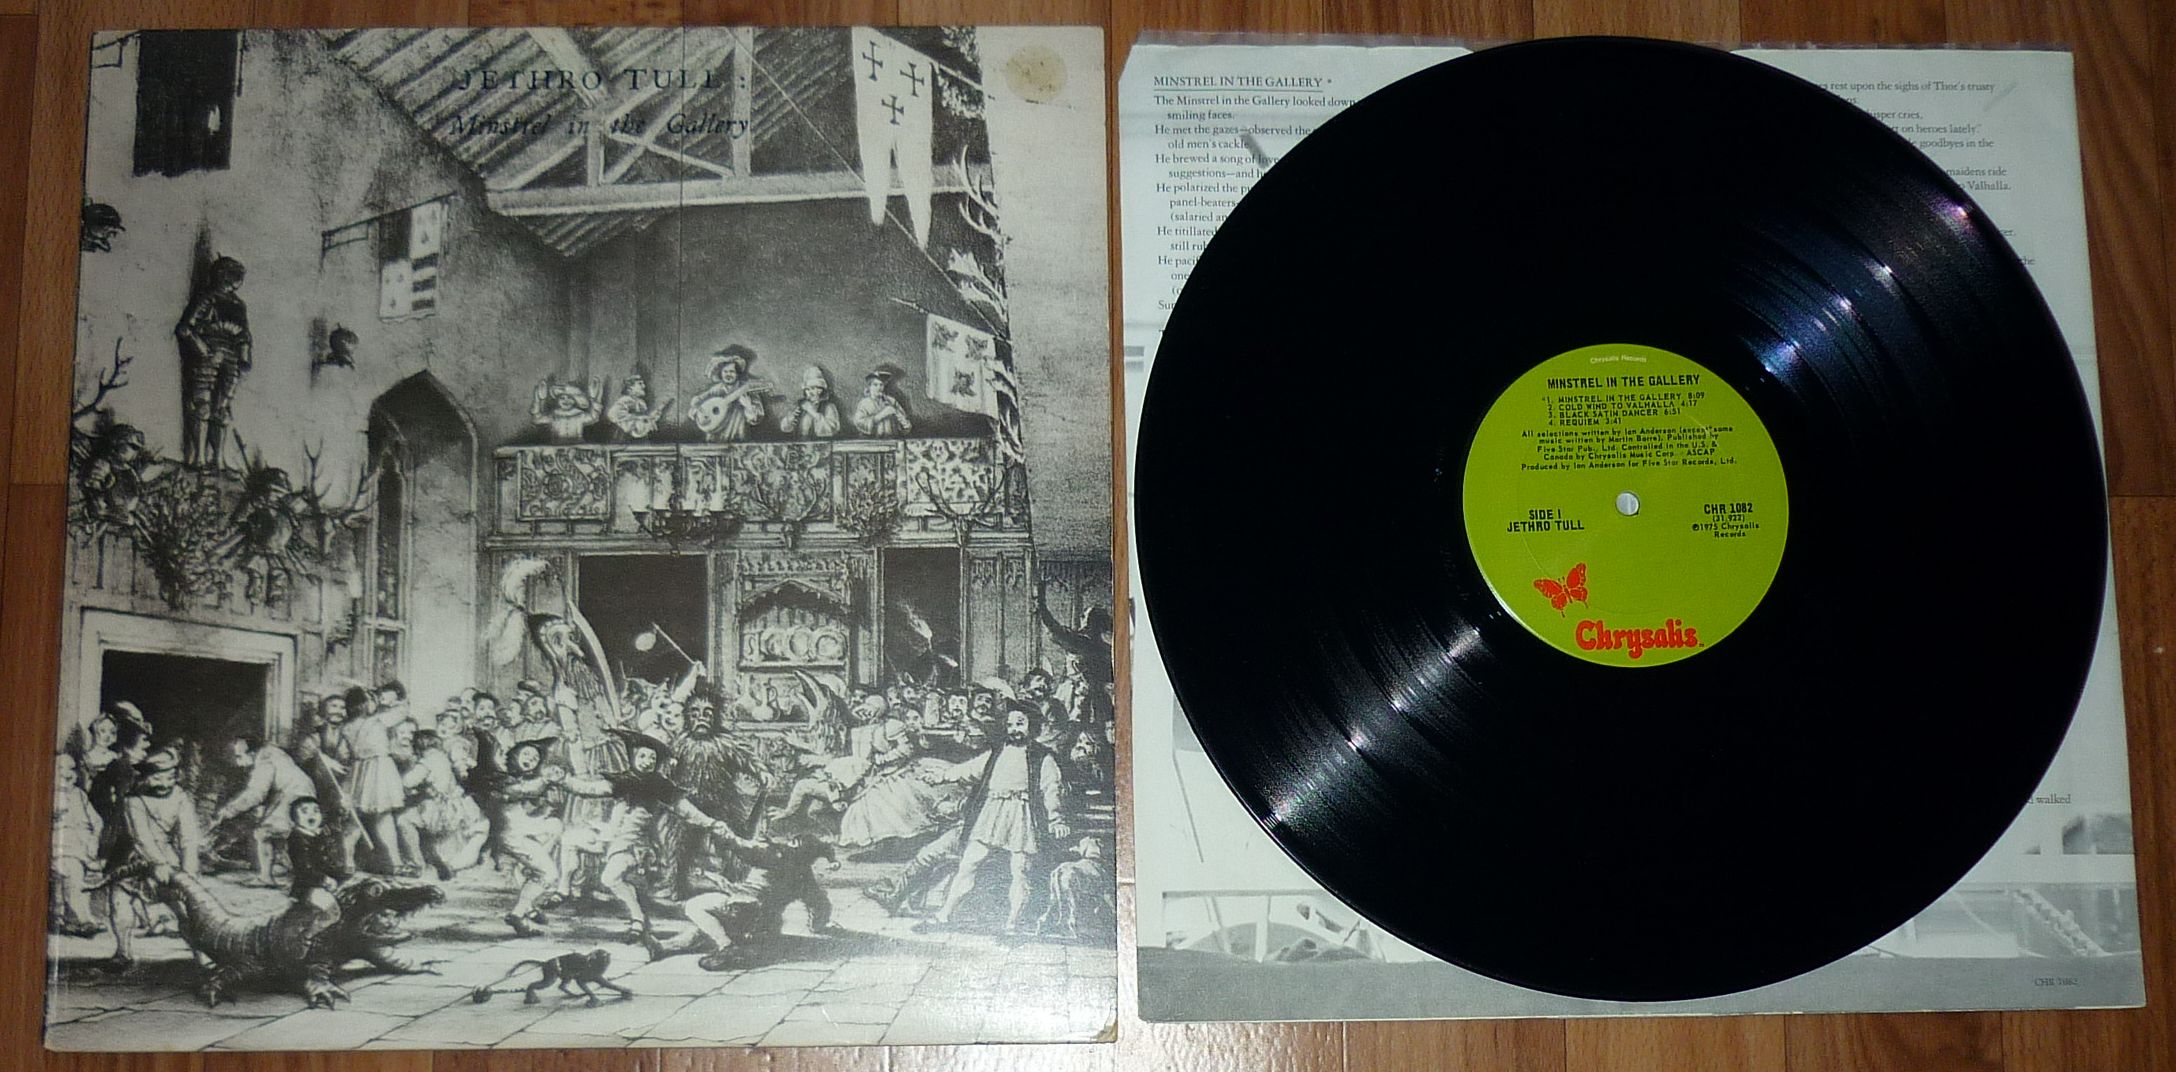 JETHRO TULL :
Minstrel in the Gallery
MINSTREL IN THE GALLERY *
The Minstrel in the Gallery looked down
smiling faces.
He met the gazes—observed the
old men's cackle.
He brewed a song of love
suggestions—and
He polarized the
panel-beaters
(salaried
He titillated
still
He
one
rest upon the sighs of Thor's trusty
cries,
on heroes lately."
goodbyes in the
maidens ride
Valhalla.
the
walked
CHR 1082
Chrysalis Records
MINSTREL IN THE GALLERY
*1. MINSTREL IN THE GALLERY 8:09
2. COLD WIND TO VALHALLA 4:17
3. BLACK SATIN DANCER 6:51
4. REQUIEM 3:41
All selections written by Ian Anderson (except *some
music written by Martin Barre). Published by
Five Star Pub., Ltd. Controlled in the U.S. &
Canada by Chrysalis Music Corp. - ASCAP
Produced by Ian Anderson for Five Star Records, Ltd.
SIDE 1
JETHRO TULL
CHR 1082
(31,922)
℗1975 Chrysalis
Records
Chrysalis